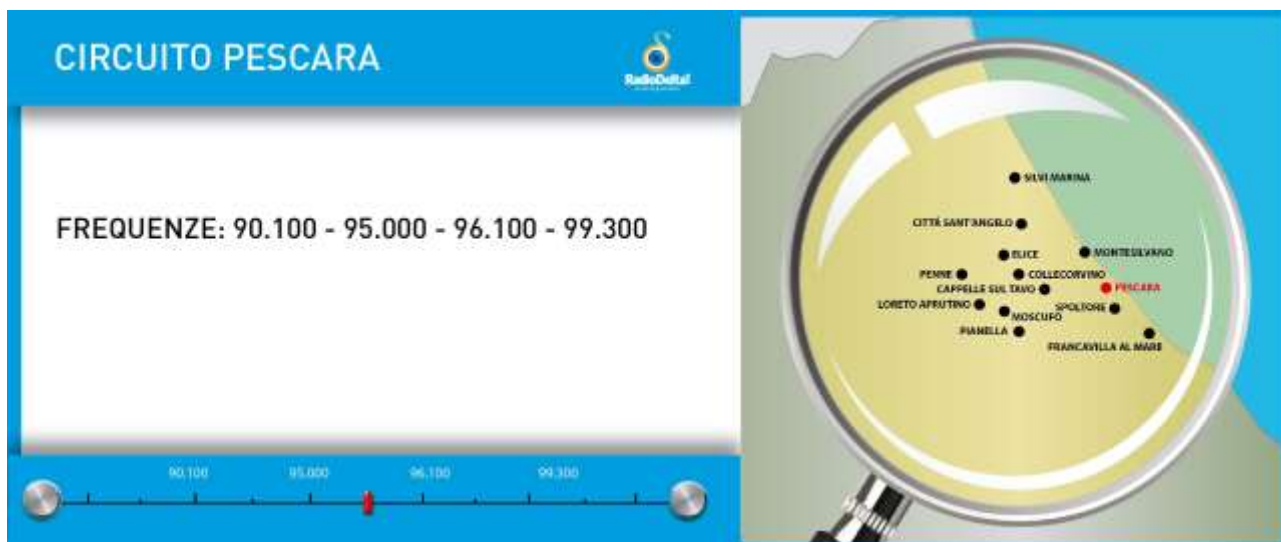 CIRCUITO PESCARA
RadioDelta1
FREQUENZE: 90.100 - 95.000 - 96.100 - 99.300
90.100 95.000 96.100 99.300
SILVI MARINA
CITTÀ SANT'ANGELO
ELICE
MONTESILVANO
PENNE
COLLECORVINO
CAPPELLE SUL TAVO
PESCARA
LORETO APRUTINO
SPOLTORE
MOSCUFO
PIANELLA
FRANCAVILLA AL MARE